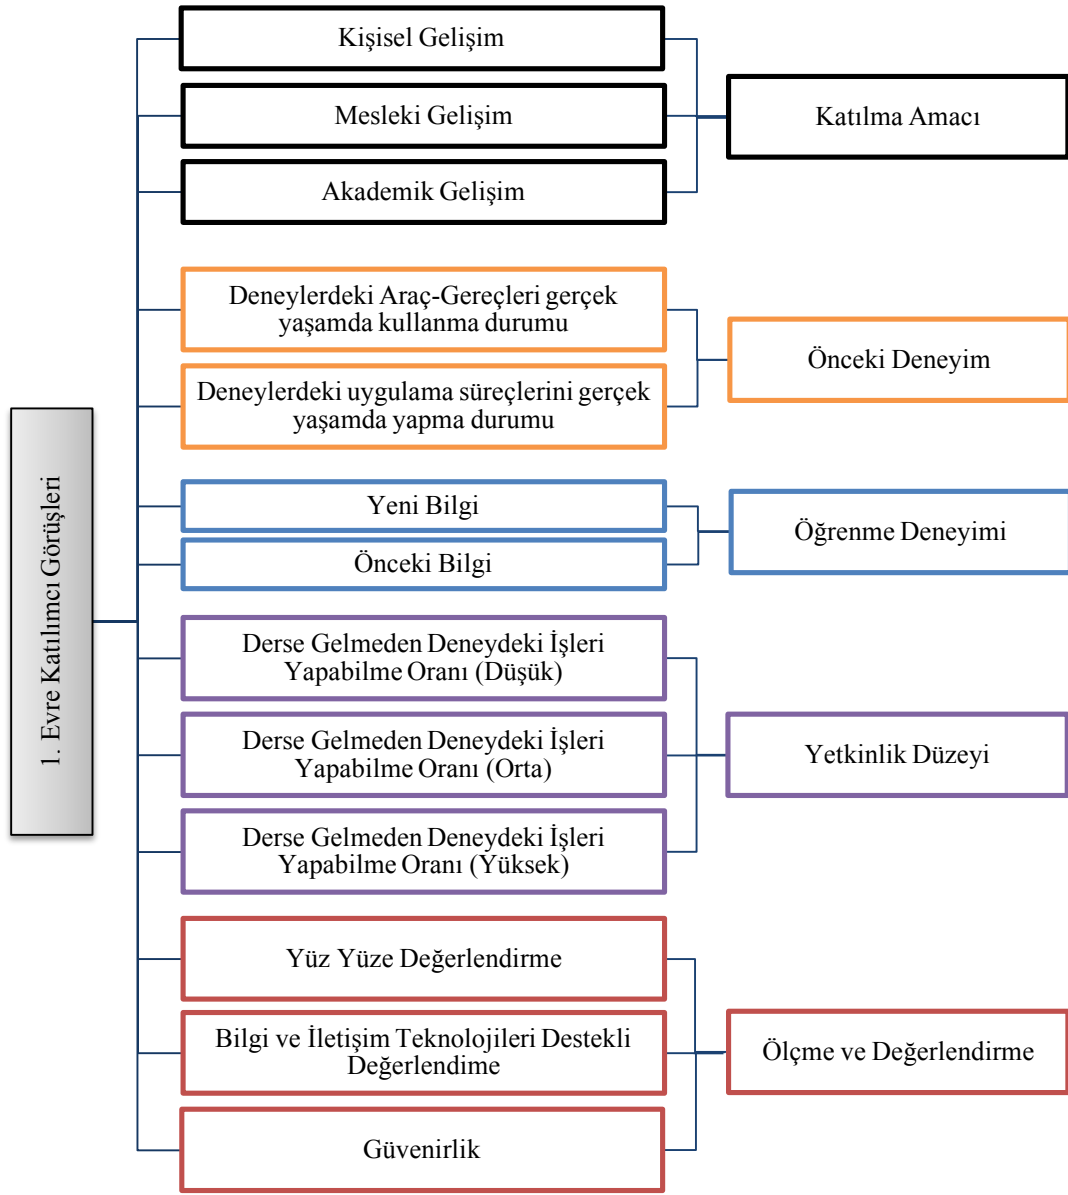 1. Evre Katılımcı Görüşleri
Kişisel Gelişim
Mesleki Gelişim
Akademik Gelişim
Katılma Amacı
Deneylerdeki Araç-Gereçleri gerçek
yaşamda kullanma durumu
Deneylerdeki uygulama süreçlerini gerçek
yaşamda yapma durumu
Önceki Deneyim
Yeni Bilgi
Önceki Bilgi
Öğrenme Deneyimi
Derse Gelmeden Deneydeki İşleri
Yapabilme Oranı (Düşük)
Derse Gelmeden Deneydeki İşleri
Yapabilme Oranı (Orta)
Derse Gelmeden Deneydeki İşleri
Yapabilme Oranı (Yüksek)
Yetkinlik Düzeyi
Yüz Yüze Değerlendirme
Bilgi ve İletişim Teknolojileri Destekli
Değerlendime
Güvenirlik
Ölçme ve Değerlendirme